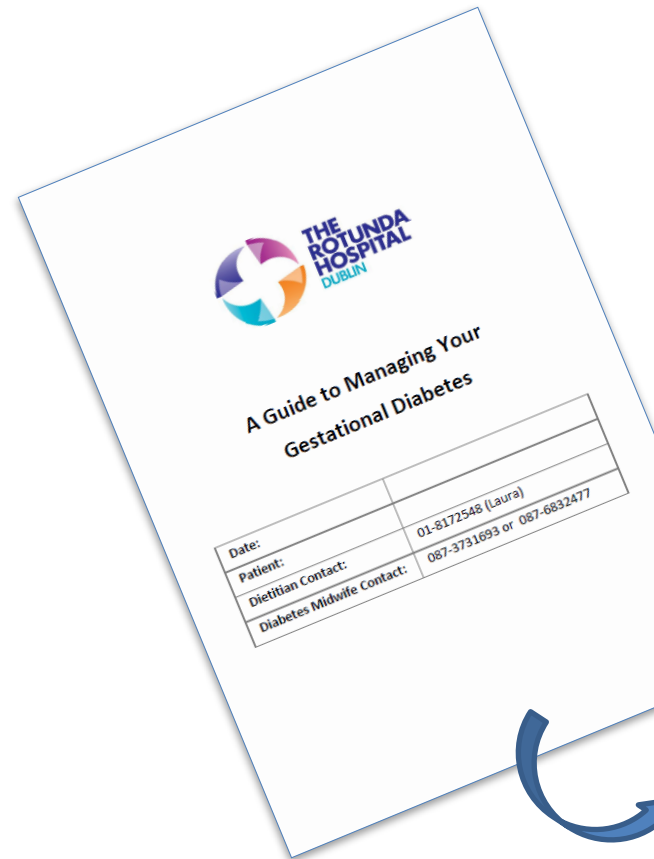 THE
ROTUNDA
HOSPITAL
DUBLIN
A Guide to Managing Your
Gestational Diabetes
Date:
Patient:
Dietitian Contact: 01-8172548 (Laura)
Diabetes Midwife Contact: 087-3731693 or 087-6832477